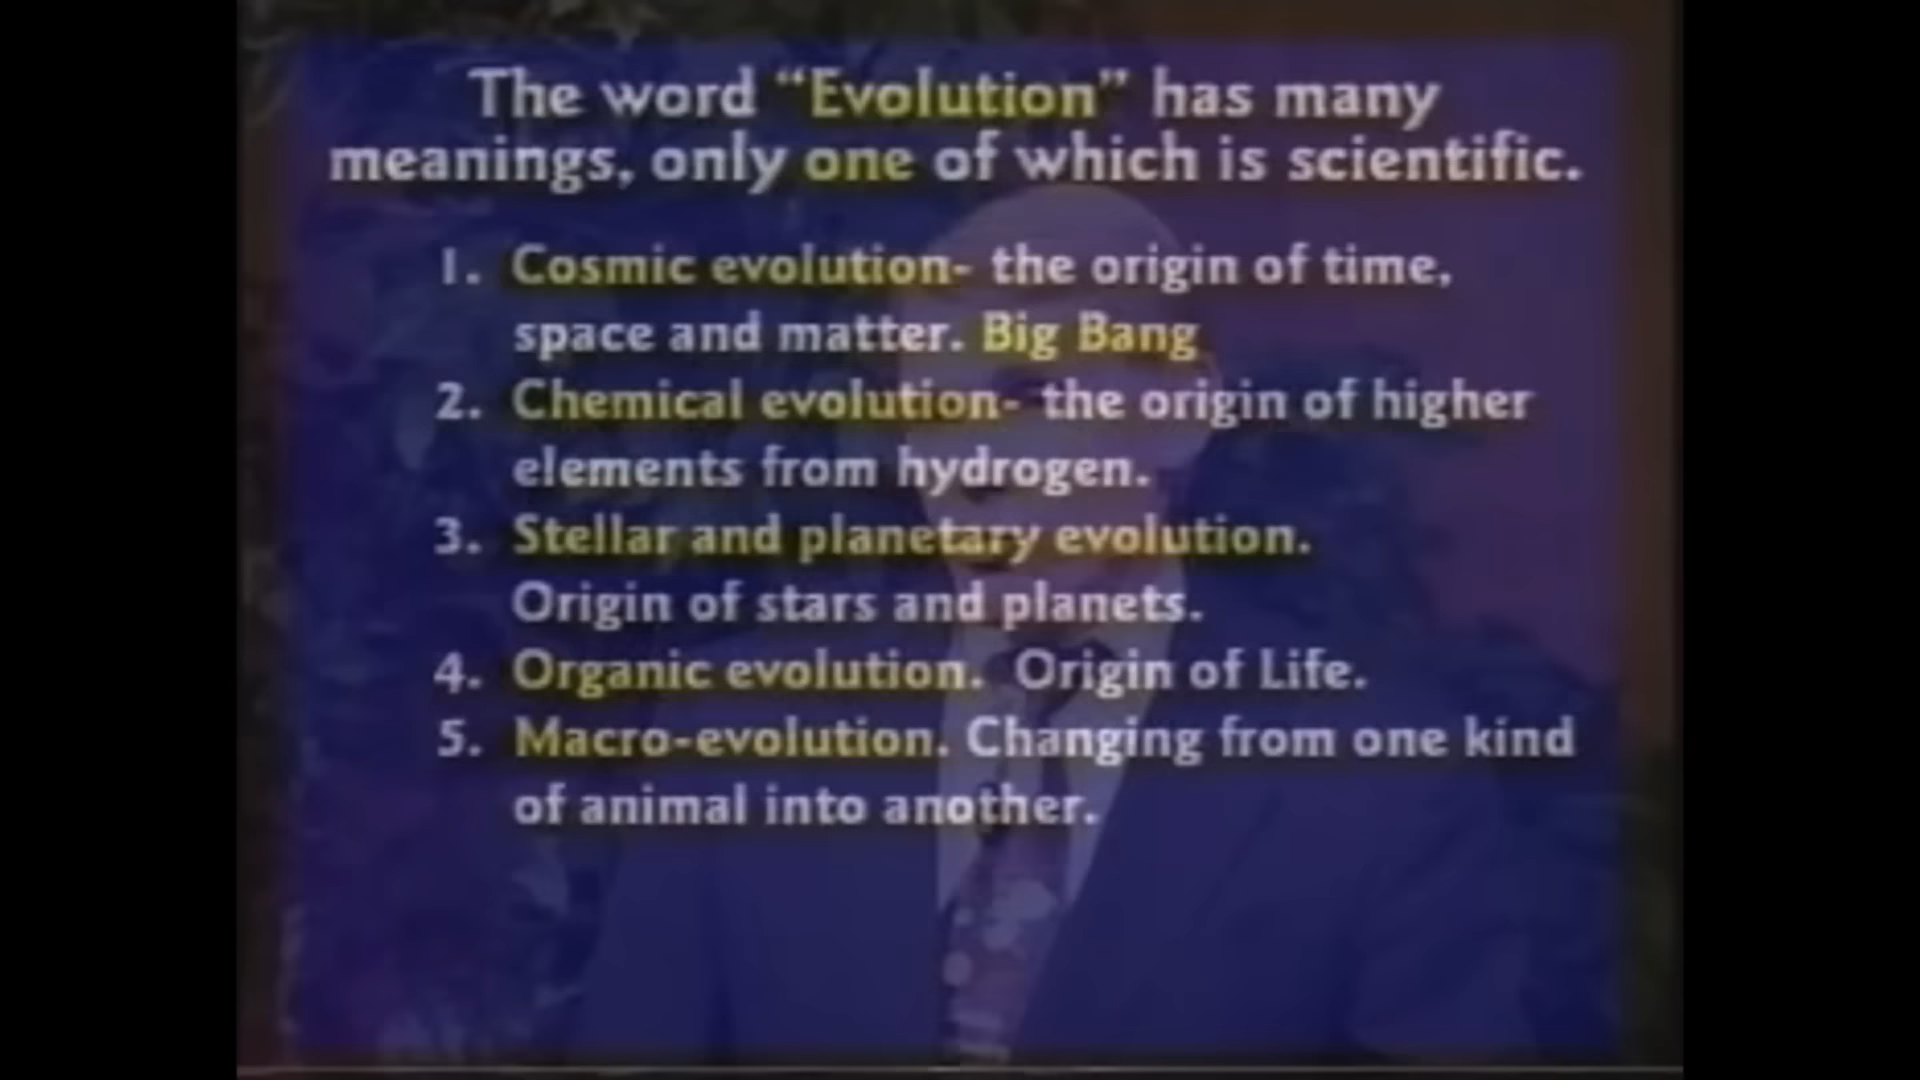 The word “Evolution” has many
meanings, only one of which is scientific.
1. Cosmic evolution- the origin of time,
space and matter. Big Bang
2. Chemical evolution- the origin of higher
elements from hydrogen.
3. Stellar and planetary evolution.
Origin of stars and planets.
4. Organic evolution. Origin of Life.
5. Macro-evolution. Changing from one kind
of animal into another.